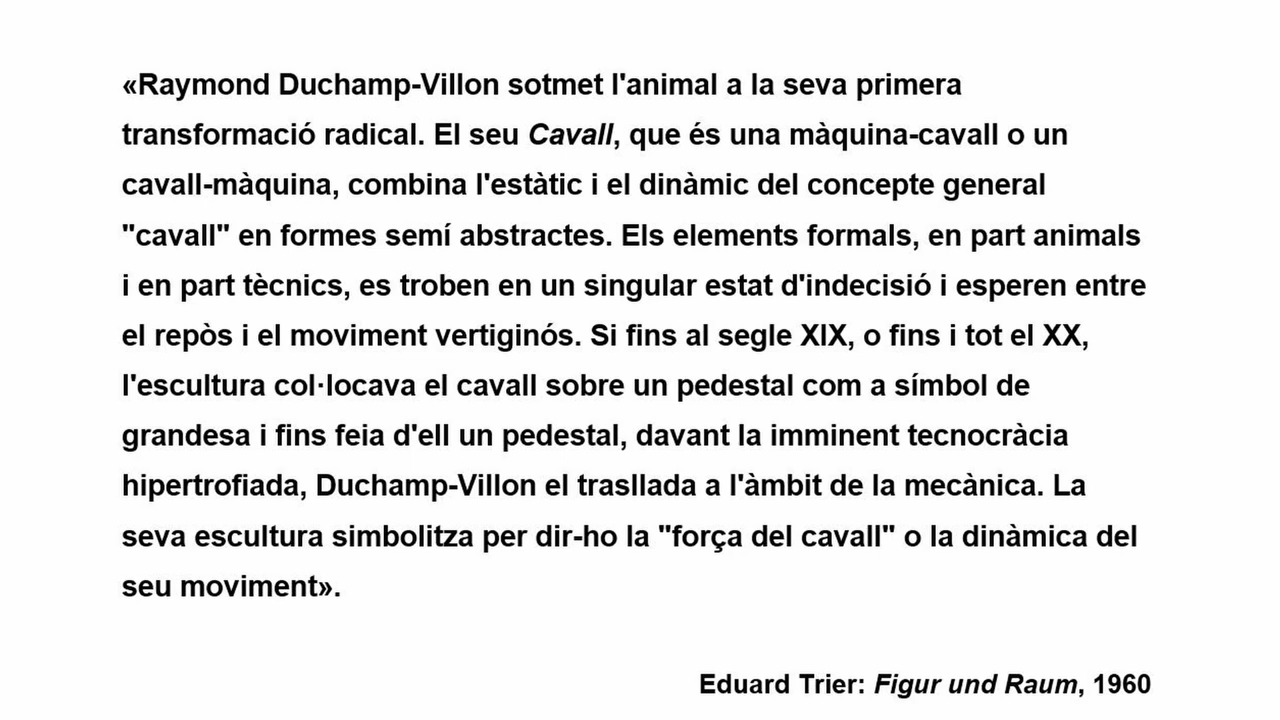 «Raymond Duchamp-Villon sotmet l'animal a la seva primera
transformació radical. El seu Cavall, que és una màquina-cavall o un
cavall-màquina, combina l'estàtic i el dinàmic del concepte general
"cavall" en formes semí abstractes. Els elements formals, en part animals
i en part tècnics, es troben en un singular estat d'indecisió i esperen entre
el repòs i el moviment vertiginós. Si fins al segle XIX, o fins i tot el XX,
l'escultura col·locava el cavall sobre un pedestal com a símbol de
grandesa i fins feia d'ell un pedestal, davant la imminent tecnocràcia
hipertrofiada, Duchamp-Villon el trasllada a l'àmbit de la mecànica. La
seva escultura simbolitza per dir-ho la "força del cavall" o la dinàmica del
seu moviment».
Eduard Trier: Figur und Raum, 1960